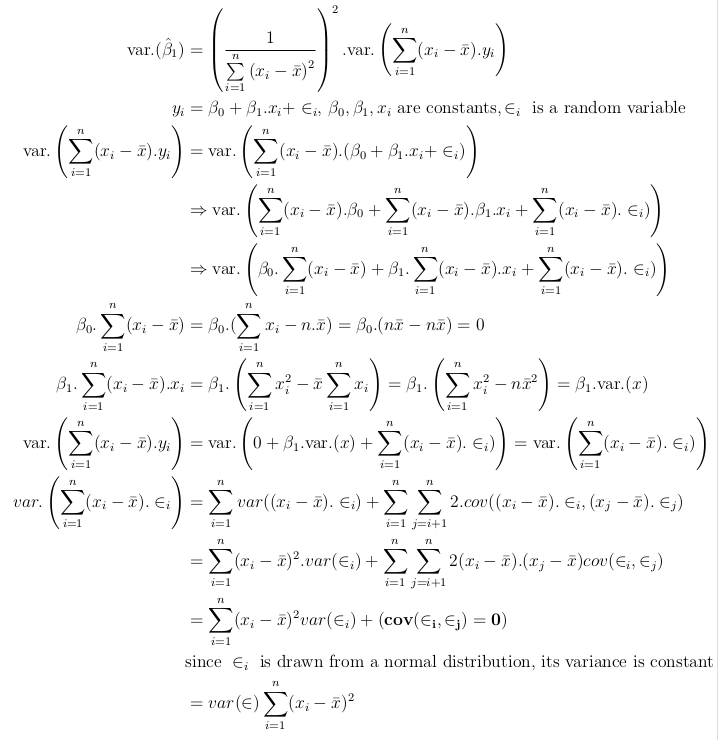 var.(β̂₁) = ( 1 / ∑ᵢ₌₁ⁿ (xᵢ − x̄)² )² .var. ( ∑ᵢ₌₁ⁿ (xᵢ − x̄).yᵢ )
yᵢ = β₀ + β₁.xᵢ+ ∈ᵢ, β₀, β₁, xᵢ are constants, ∈ᵢ is a random variable
var. ( ∑ᵢ₌₁ⁿ (xᵢ − x̄).yᵢ ) = var. ( ∑ᵢ₌₁ⁿ (xᵢ − x̄).(β₀ + β₁.xᵢ+ ∈ᵢ) )
⇒ var. ( ∑ᵢ₌₁ⁿ (xᵢ − x̄).β₀ + ∑ᵢ₌₁ⁿ (xᵢ − x̄).β₁.xᵢ + ∑ᵢ₌₁ⁿ (xᵢ − x̄). ∈ᵢ) )
⇒ var. ( β₀. ∑ᵢ₌₁ⁿ (xᵢ − x̄) + β₁. ∑ᵢ₌₁ⁿ (xᵢ − x̄).xᵢ + ∑ᵢ₌₁ⁿ (xᵢ − x̄). ∈ᵢ) )
β₀. ∑ᵢ₌₁ⁿ (xᵢ − x̄) = β₀.(∑ᵢ₌₁ⁿ xᵢ − n.x̄) = β₀.(nx̄ − nx̄) = 0
β₁. ∑ᵢ₌₁ⁿ (xᵢ − x̄).xᵢ = β₁. ( ∑ᵢ₌₁ⁿ xᵢ² − x̄ ∑ᵢ₌₁ⁿ xᵢ ) = β₁. ( ∑ᵢ₌₁ⁿ xᵢ² − nx̄² ) = β₁.var.(x)
var. ( ∑ᵢ₌₁ⁿ (xᵢ − x̄).yᵢ ) = var. ( 0 + β₁.var.(x) + ∑ᵢ₌₁ⁿ (xᵢ − x̄). ∈ᵢ) ) = var. ( ∑ᵢ₌₁ⁿ (xᵢ − x̄). ∈ᵢ) )
var. ( ∑ᵢ₌₁ⁿ (xᵢ − x̄). ∈ᵢ ) = ∑ᵢ₌₁ⁿ var((xᵢ − x̄). ∈ᵢ) + ∑ᵢ₌₁ⁿ ∑ⱼ₌ᵢ₊₁ⁿ 2.cov((xᵢ − x̄). ∈ᵢ, (xⱼ − x̄). ∈ⱼ)
= ∑ᵢ₌₁ⁿ (xᵢ − x̄)².var(∈ᵢ) + ∑ᵢ₌₁ⁿ ∑ⱼ₌ᵢ₊₁ⁿ 2(xᵢ − x̄).(xⱼ − x̄)cov(∈ᵢ, ∈ⱼ)
= ∑ᵢ₌₁ⁿ (xᵢ − x̄)²var(∈ᵢ) + (cov(∈ᵢ, ∈ⱼ) = 0)
since ∈ᵢ is drawn from a normal distribution, its variance is constant
= var(∈) ∑ᵢ₌₁ⁿ (xᵢ − x̄)²